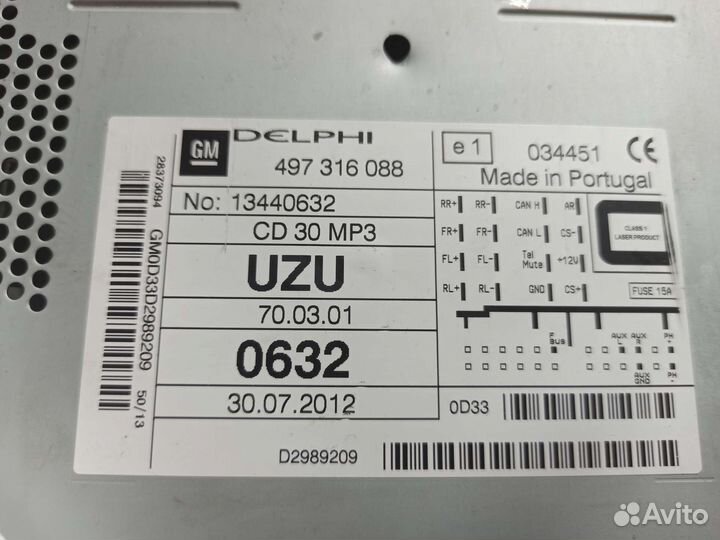 GM
DELPHI
497 316 088
No: 13440632
CD 30 MP3
UZU
70.03.01
0632
30.07.2012
D2989209
28373094
GM0D33D2989209
50/13
e 1
034451
CE
Made in Portugal
RR+ RR- CAN H AR
FR+ FR- CAN L CS-
FL+ FL- Tel Mute +12V
RL+ RL- GND CS+
CLASS 1
LASER PRODUCT
FUSE 15A
F BUS
AUX L
AUX R
PH +
AUX GND
PH -
0D33
Avito